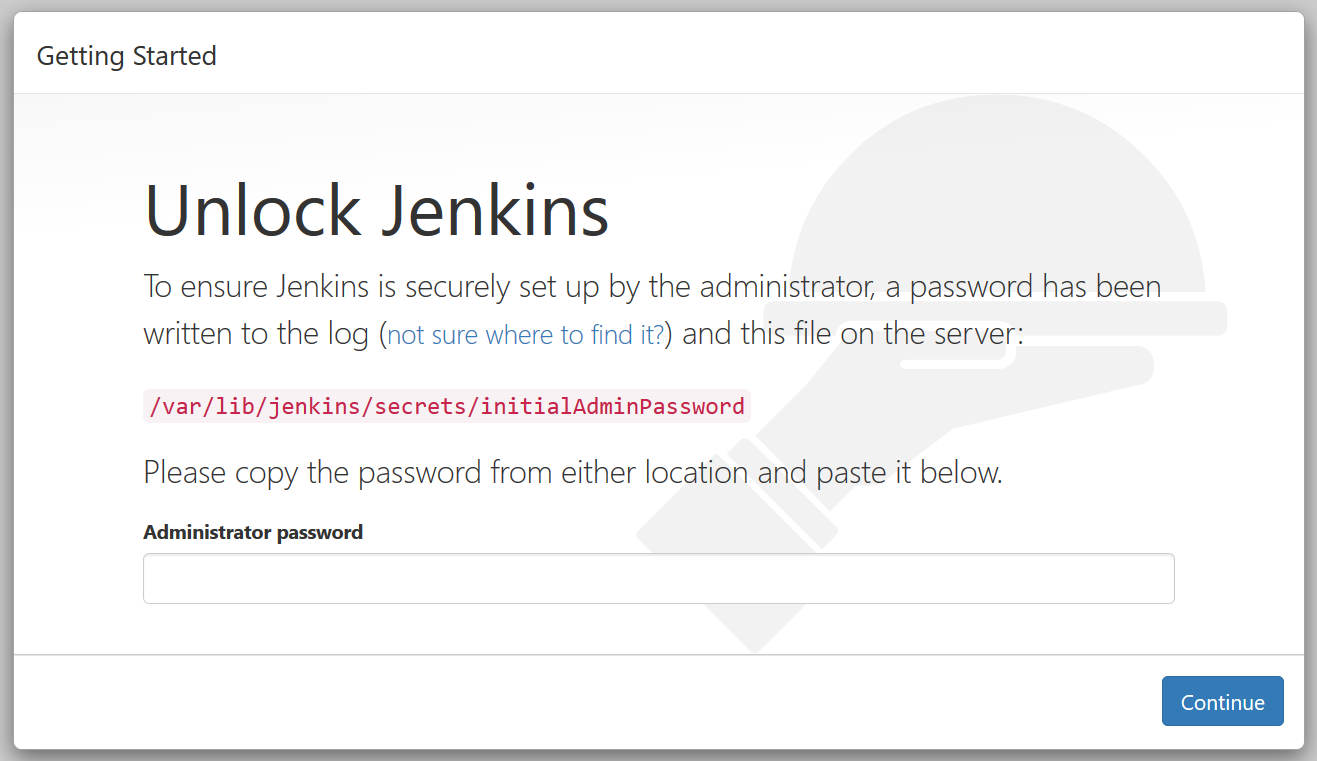 Getting Started
Unlock Jenkins
To ensure Jenkins is securely set up by the administrator, a password has been
written to the log (not sure where to find it?) and this file on the server:
/var/lib/jenkins/secrets/initialAdminPassword
Please copy the password from either location and paste it below.
Administrator password
Continue